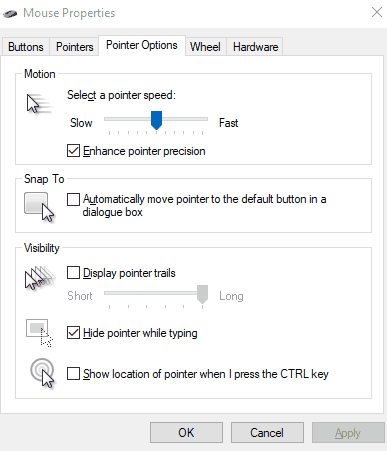 Mouse Properties
Buttons Pointers Pointer Options Wheel Hardware
Motion
Select a pointer speed:
Slow Fast
Enhance pointer precision
Snap To
Automatically move pointer to the default button in a
dialogue box
Visibility
Display pointer trails
Short Long
Hide pointer while typing
Show location of pointer when I press the CTRL key
OK Cancel Apply